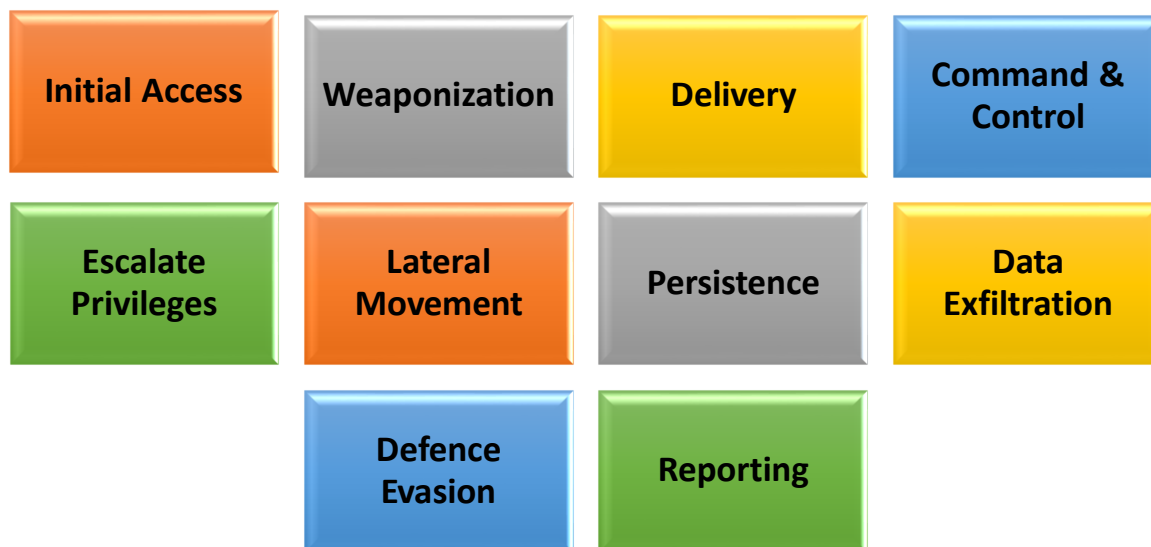 Initial Access
Weaponization
Delivery
Command &
Control
Escalate
Privileges
Lateral
Movement
Persistence
Data
Exfiltration
Defence
Evasion
Reporting